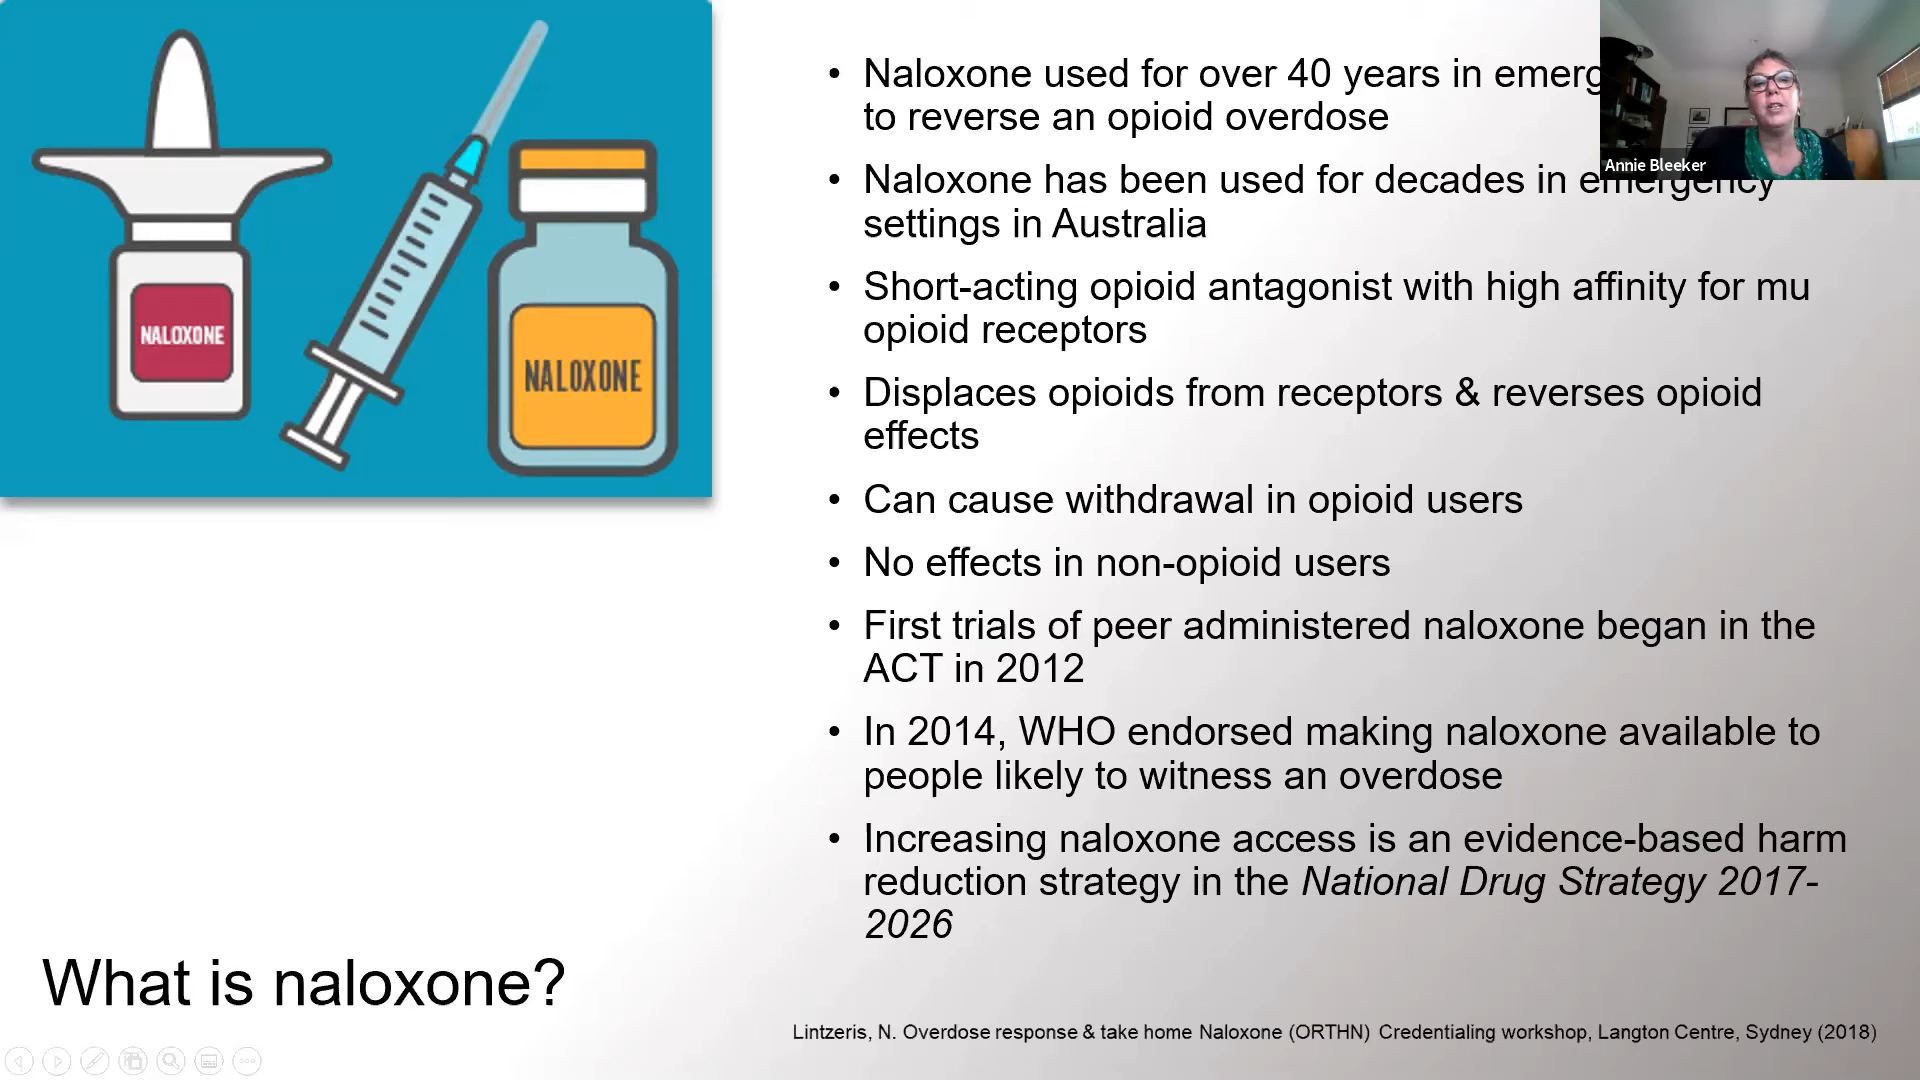 NALOXONE
NALOXONE
What is naloxone?
• Naloxone used for over 40 years in
to reverse an opioid overdose
• Naloxone has been used for decades in emergency
settings in Australia
• Short-acting opioid antagonist with high affinity for mu
opioid receptors
• Displaces opioids from receptors & reverses opioid
effects
• Can cause withdrawal in opioid users
• No effects in non-opioid users
• First trials of peer administered naloxone began in the
ACT in 2012
• In 2014, WHO endorsed making naloxone available to
people likely to witness an overdose
• Increasing naloxone access is an evidence-based harm
reduction strategy in the National Drug Strategy 2017-
2026
Lintzeris, N. Overdose response & take home Naloxone (ORTHN) Credentialing workshop, Langton Centre, Sydney (2018)
Annie Bleeker